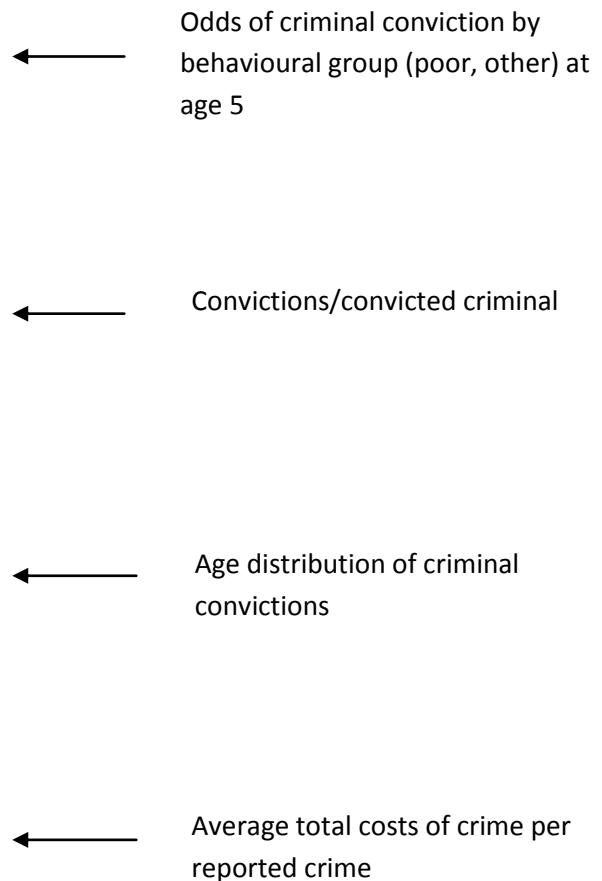 Odds of criminal conviction by
behavioural group (poor, other) at
age 5
Convictions/convicted criminal
Age distribution of criminal
convictions
Average total costs of crime per
reported crime